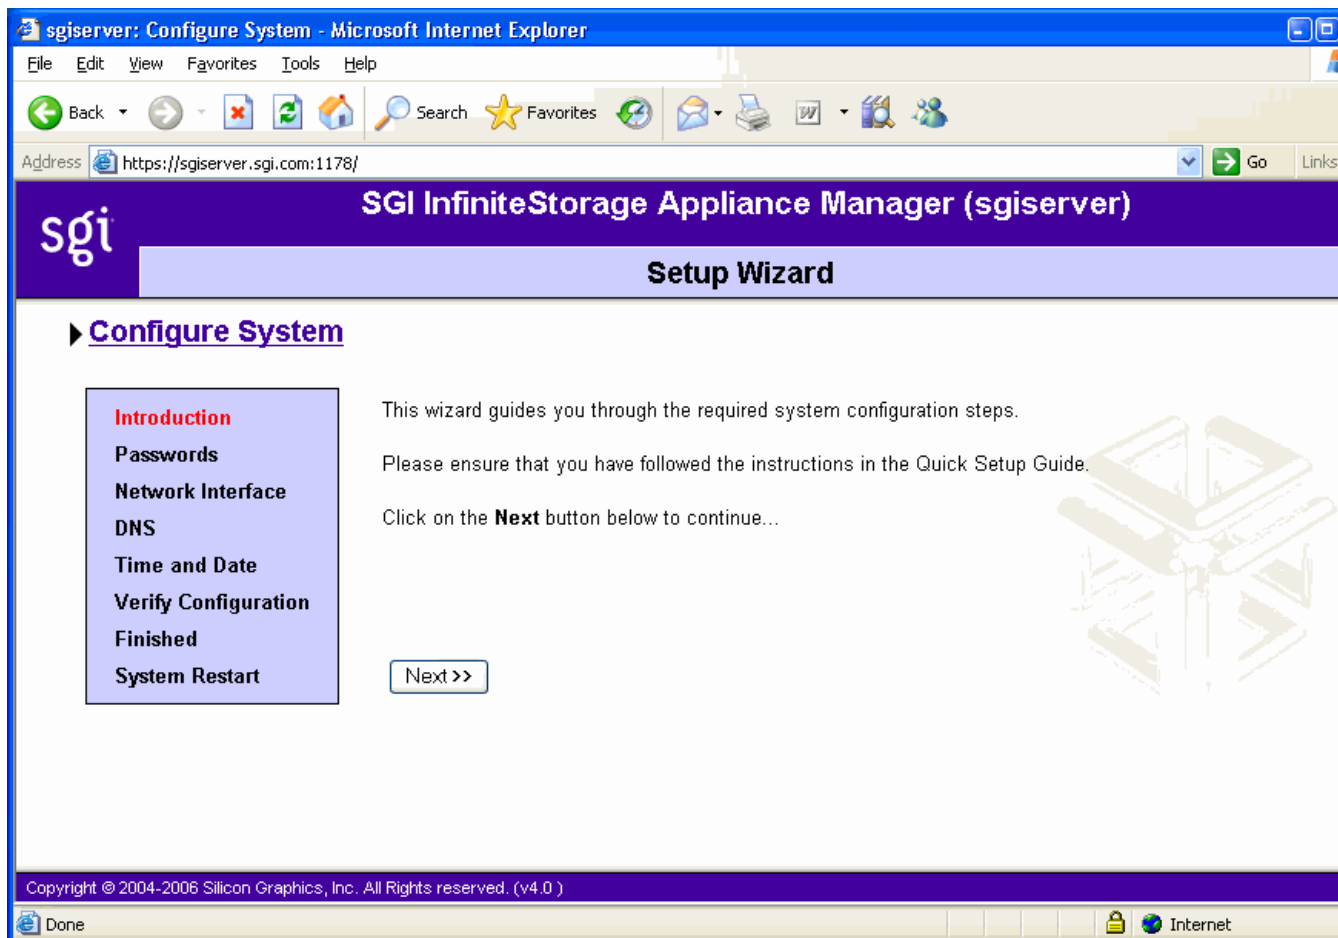 sgiserver: Configure System - Microsoft Internet Explorer
File Edit View Favorites Tools Help
Back Search Favorites
Address https://sgiserver.sgi.com:1178/ Go Links
sgi
SGI InfiniteStorage Appliance Manager (sgiserver)
Setup Wizard
Configure System
Introduction
Passwords
Network Interface
DNS
Time and Date
Verify Configuration
Finished
System Restart
This wizard guides you through the required system configuration steps.
Please ensure that you have followed the instructions in the Quick Setup Guide.
Click on the Next button below to continue...
Next >>
Copyright © 2004-2006 Silicon Graphics, Inc. All Rights reserved. (v4.0 )
Done Internet